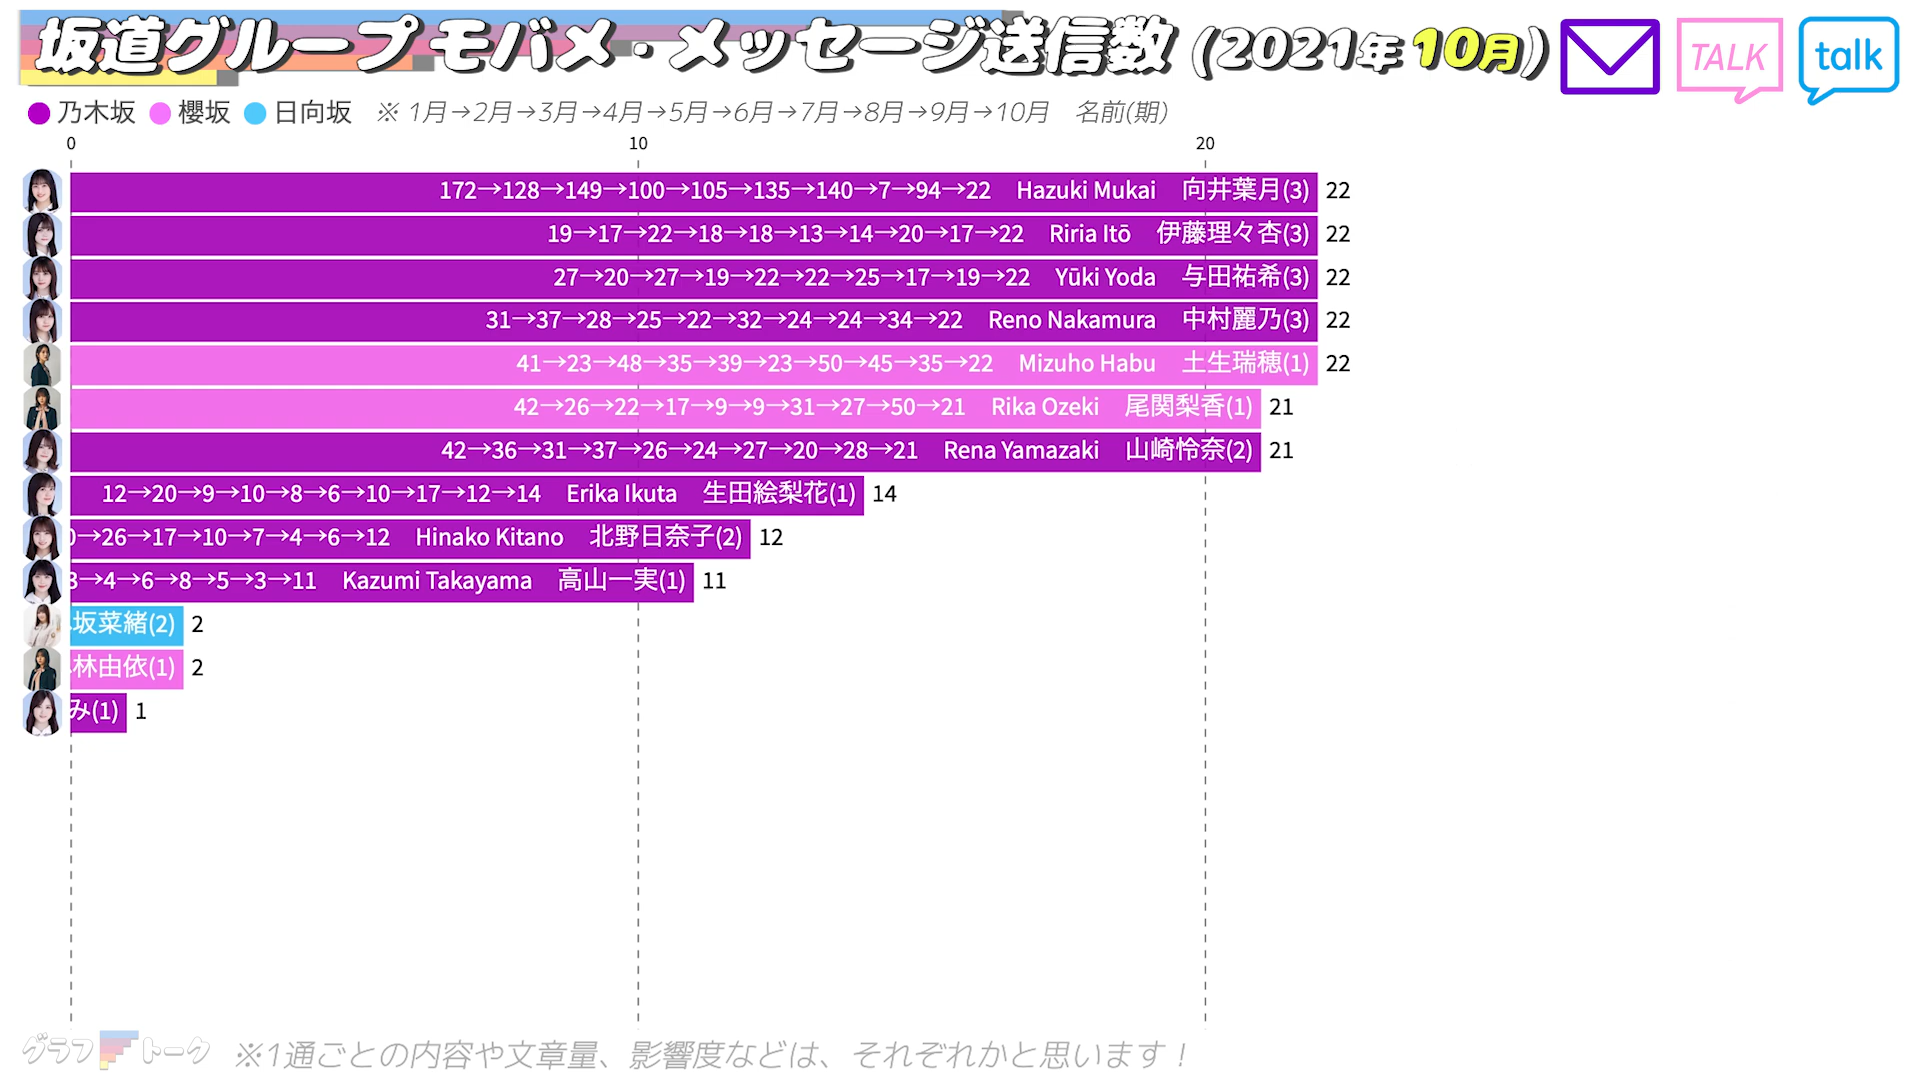 坂道グループ モバメ・メッセージ送信数 (2021年 10月)
TALK
talk
乃木坂 櫻坂 日向坂 ※ 1月→2月→3月→4月→5月→6月→7月→8月→9月→10月 名前(期)
0 10 20
172→128→149→100→105→135→140→7→94→22 Hazuki Mukai 向井葉月(3) 22
19→17→22→18→18→13→14→20→17→22 Riria Itō 伊藤理々杏(3) 22
27→20→27→19→22→22→25→17→19→22 Yūki Yoda 与田祐希(3) 22
31→37→28→25→22→32→24→24→34→22 Reno Nakamura 中村麗乃(3) 22
41→23→48→35→39→23→50→45→35→22 Mizuho Habu 土生瑞穂(1) 22
42→26→22→17→9→9→31→27→50→21 Rika Ozeki 尾関梨香(1) 21
42→36→31→37→26→24→27→20→28→21 Rena Yamazaki 山崎怜奈(2) 21
12→20→9→10→8→6→10→17→12→14 Erika Ikuta 生田絵梨花(1) 14
→26→17→10→7→4→6→12 Hinako Kitano 北野日奈子(2) 12
→4→6→8→5→3→11 Kazumi Takayama 高山一実(1) 11
坂菜緒(2) 2
林由依(1) 2
み(1) 1
グラフトーク ※1通ごとの内容や文章量、影響度などは、それぞれかと思います！